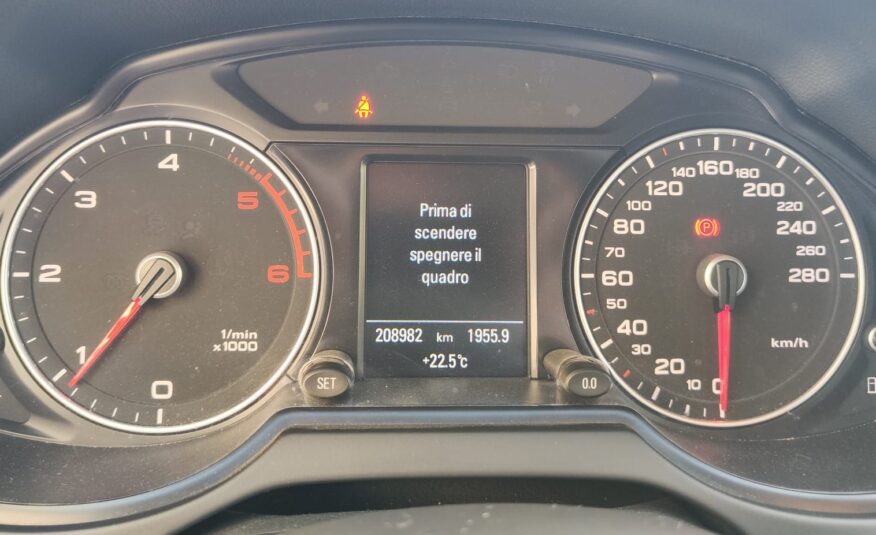 Prima di
scendere
spegnere il
quadro
208982 km 1955.9
+22.5°C
0
1
2
3
4
5
6
1/min
x1000
SET
0.0
0
10
20
30
40
50
60
70
80
100
120
140
160
180
200
220
240
260
280
km/h
P